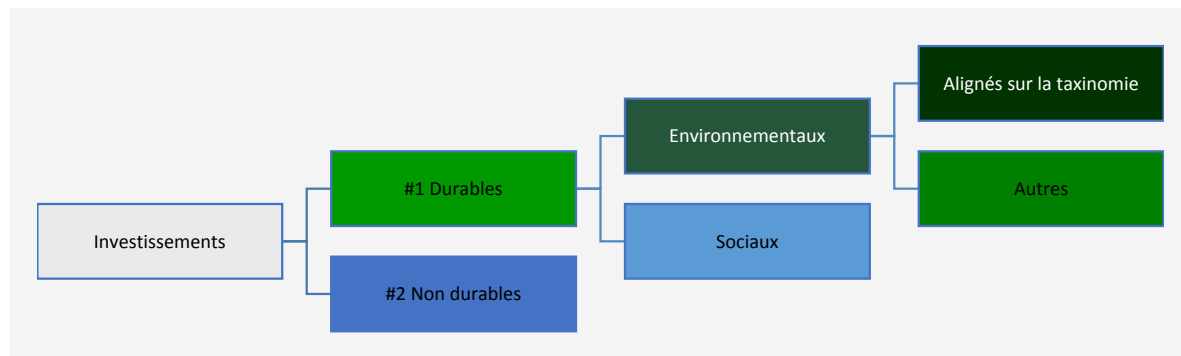 Investissements
#1 Durables
#2 Non durables
Environnementaux
Sociaux
Alignés sur la taxinomie
Autres